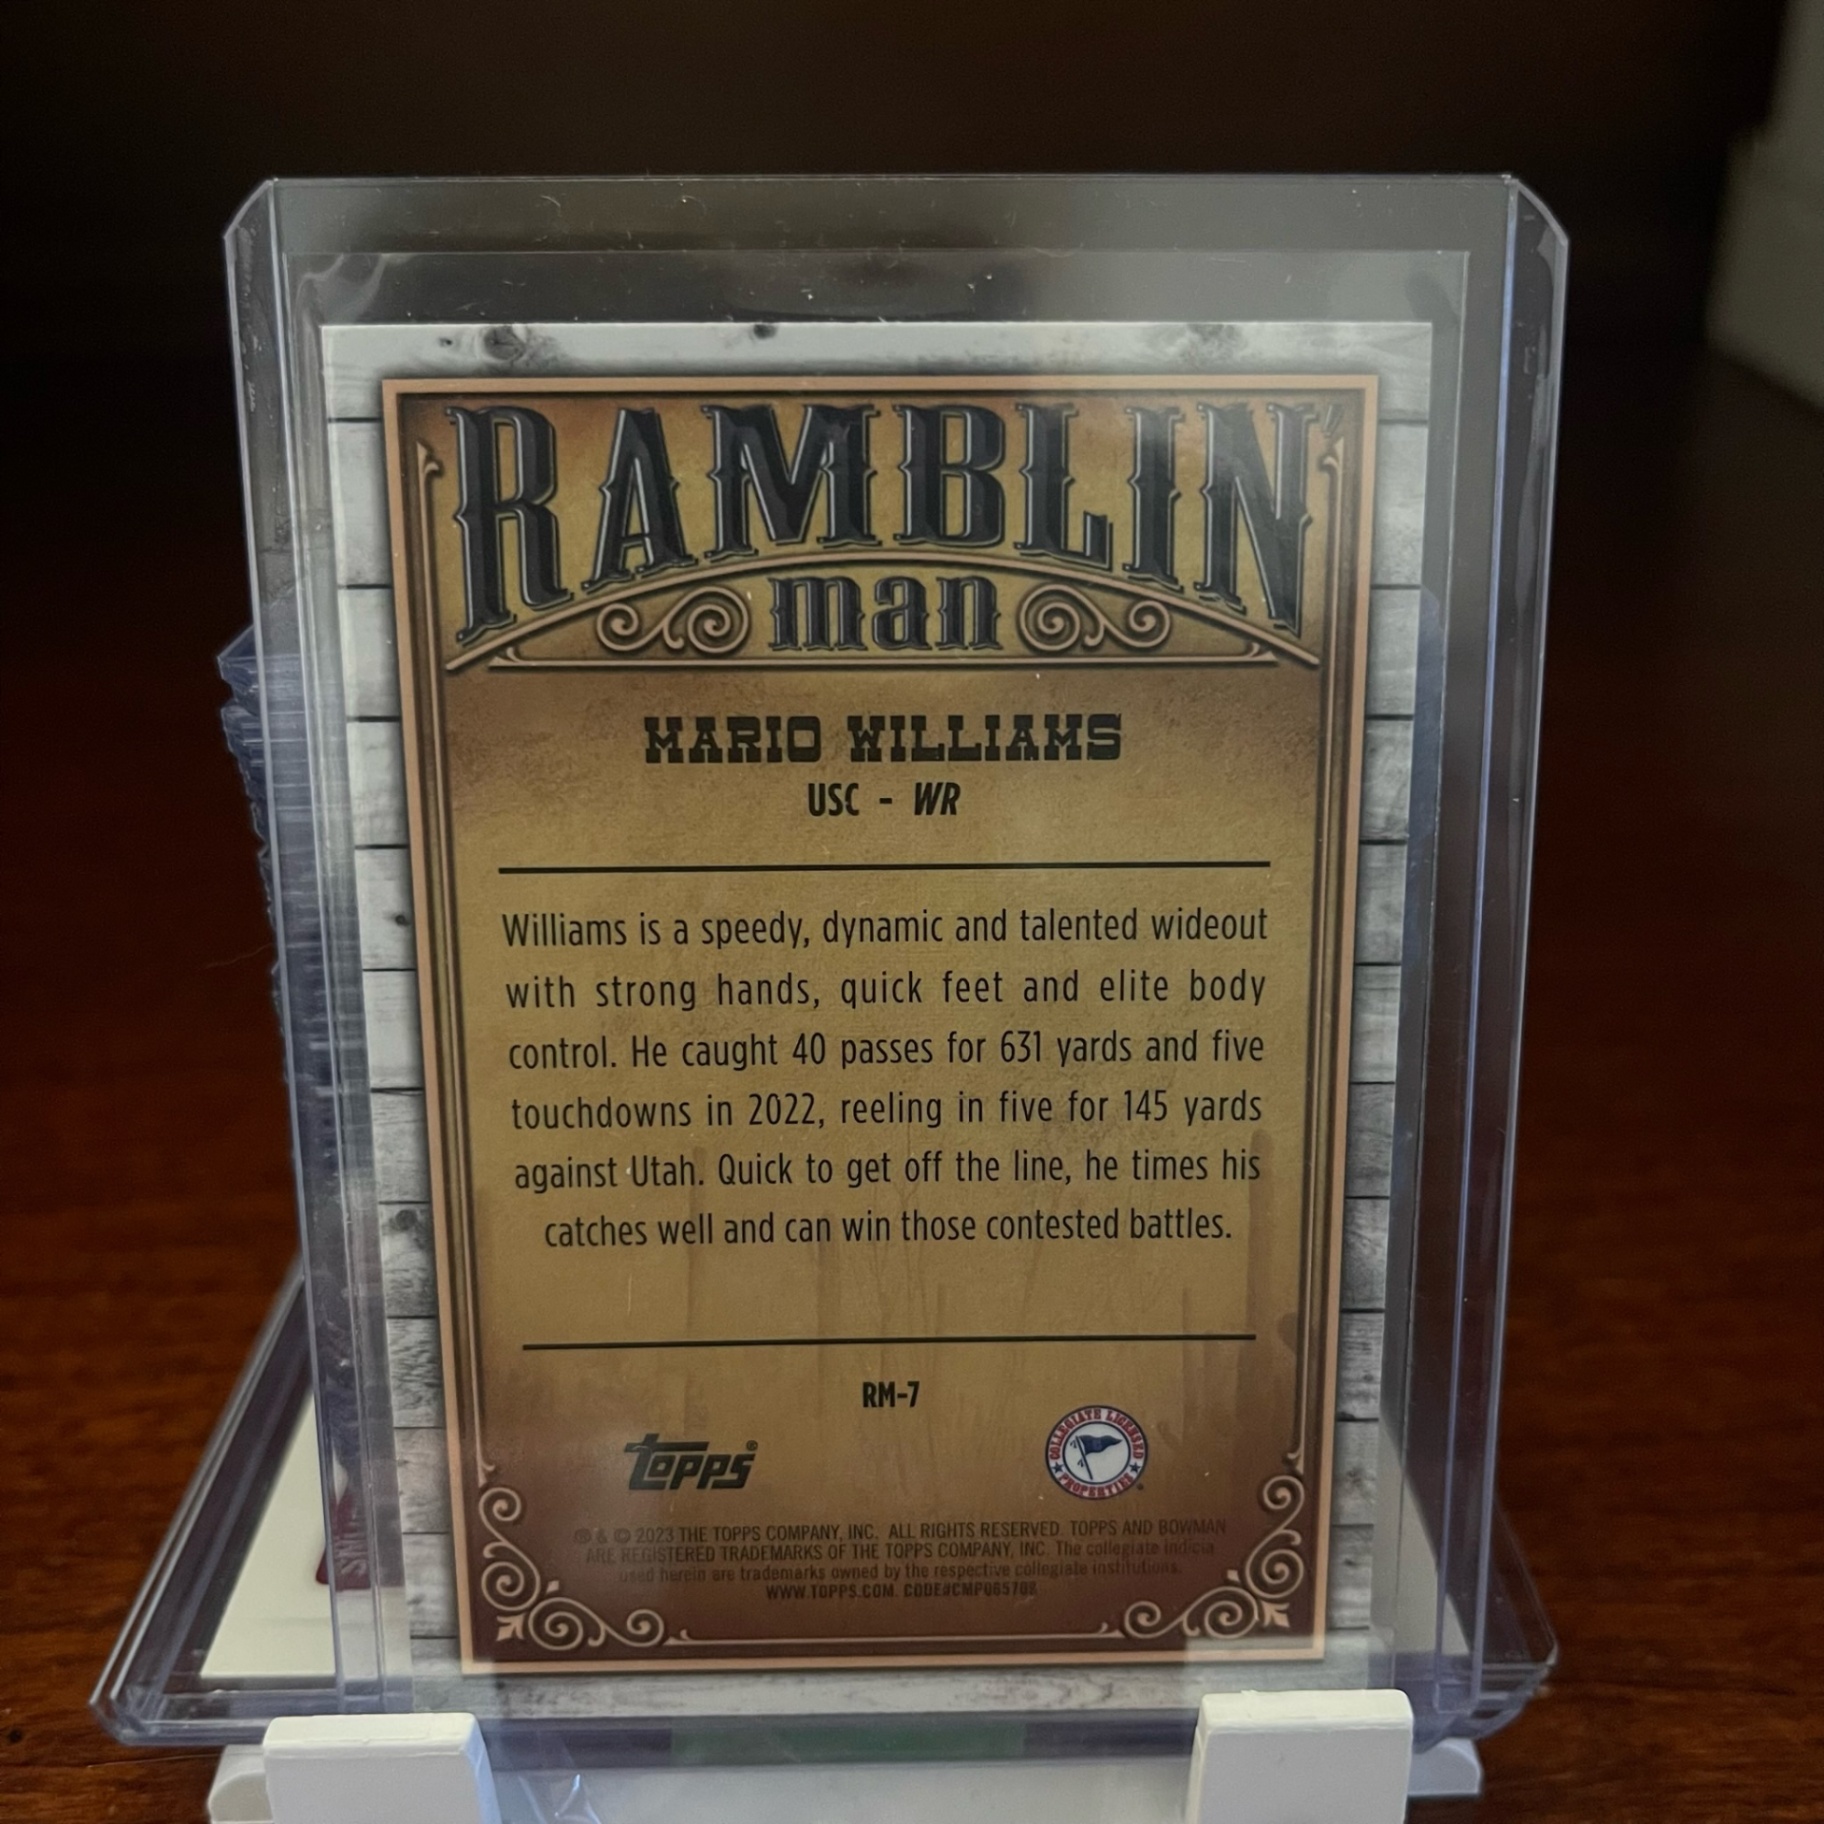 RAMBLIN'
man
MARIO WILLIAMS
USC - WR
Williams is a speedy, dynamic and talented wideout
with strong hands, quick feet and elite body
control. He caught 40 passes for 631 yards and five
touchdowns in 2022, reeling in five for 145 yards
against Utah. Quick to get off the line, he times his
catches well and can win those contested battles.
RM-7
topps®
COLLEGIATE LICENSED
PROPERTIES
® & © 2023 THE TOPPS COMPANY, INC. ALL RIGHTS RESERVED. TOPPS AND BOWMAN
ARE REGISTERED TRADEMARKS OF THE TOPPS COMPANY, INC. The collegiate indicia
used herein are trademarks owned by the respective collegiate institutions.
WWW.TOPPS.COM. CODE#CMP065708